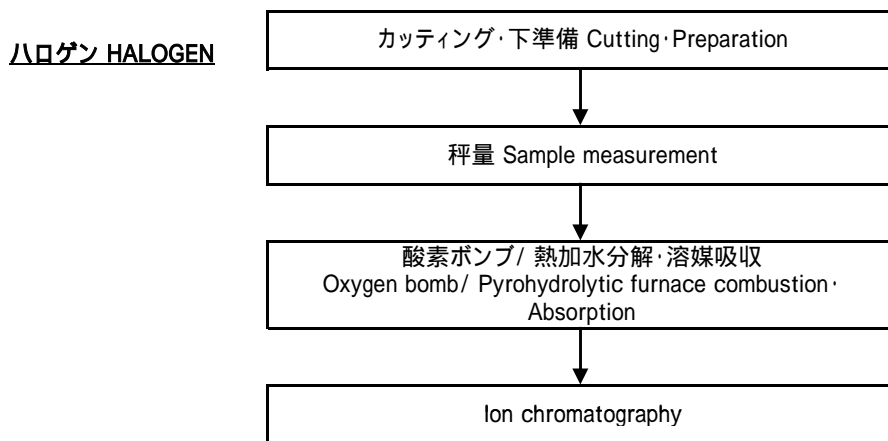 ハロゲン HALOGEN
カッティング・下準備 Cutting・Preparation
秤量 Sample measurement
酸素ボンブ/ 熱加水分解・溶媒吸収
Oxygen bomb/ Pyrohydrolytic furnace combustion・
Absorption
Ion chromatography